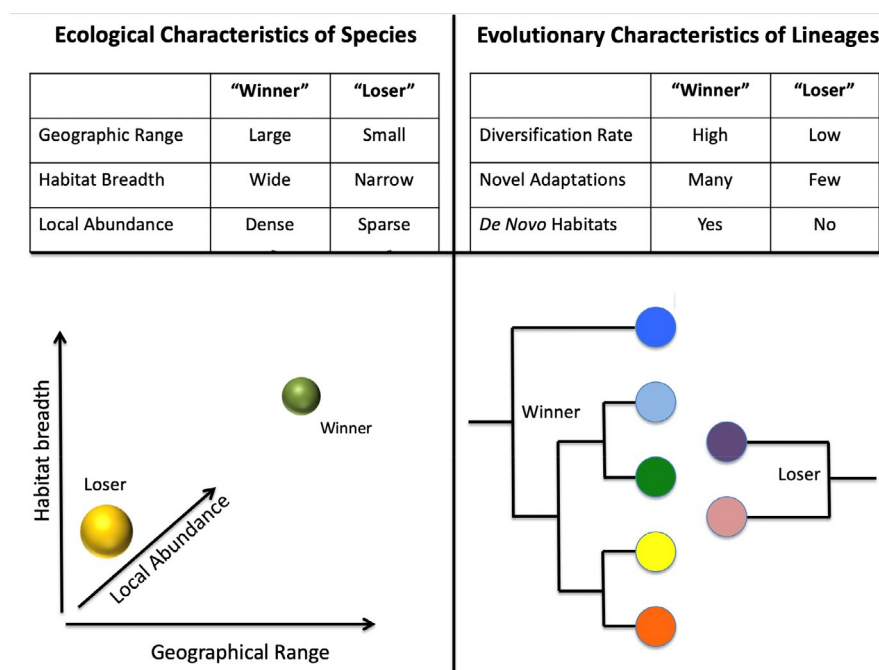 Ecological Characteristics of Species
“Winner” “Loser”
Geographic Range Large Small
Habitat Breadth Wide Narrow
Local Abundance Dense Sparse
Evolutionary Characteristics of Lineages
“Winner” “Loser”
Diversification Rate High Low
Novel Adaptations Many Few
De Novo Habitats Yes No
Habitat breadth
Loser
Winner
Local Abundance
Geographical Range
Winner
Loser